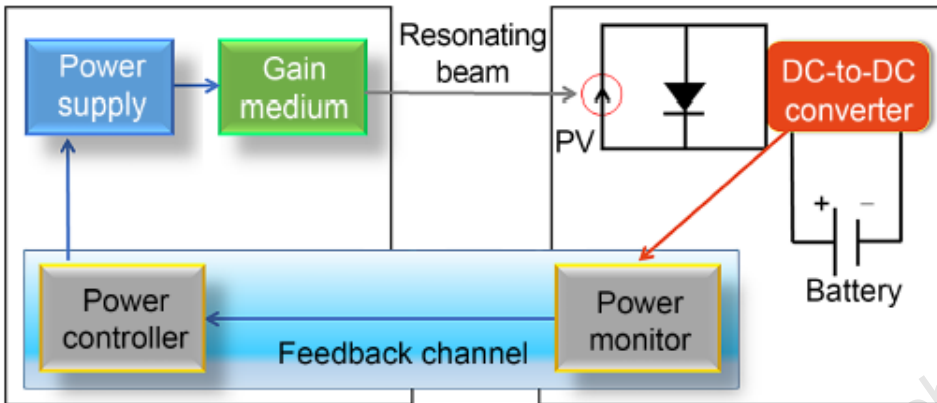 Power
supply
Gain
medium
Resonating
beam
PV
DC-to-DC
converter
+ −
Battery
Power
controller
Feedback channel
Power
monitor